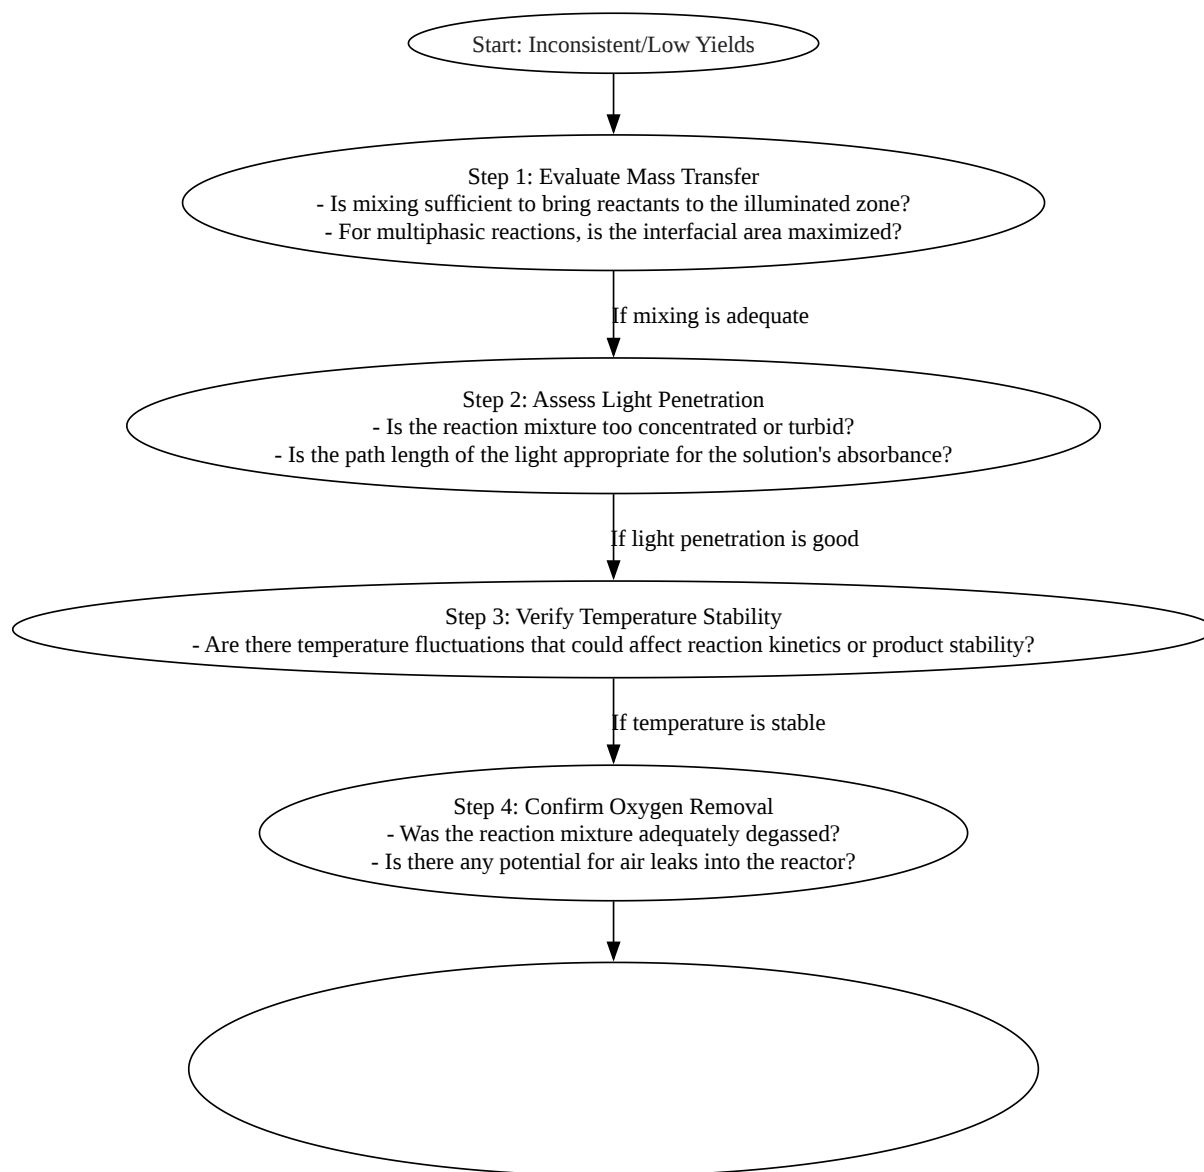 Start: Inconsistent/Low Yields
Step 1: Evaluate Mass Transfer
- Is mixing sufficient to bring reactants to the illuminated zone?
- For multiphasic reactions, is the interfacial area maximized?
If mixing is adequate
Step 2: Assess Light Penetration
- Is the reaction mixture too concentrated or turbid?
- Is the path length of the light appropriate for the solution's absorbance?
If light penetration is good
Step 3: Verify Temperature Stability
- Are there temperature fluctuations that could affect reaction kinetics or product stability?
If temperature is stable
Step 4: Confirm Oxygen Removal
- Was the reaction mixture adequately degassed?
- Is there any potential for air leaks into the reactor?